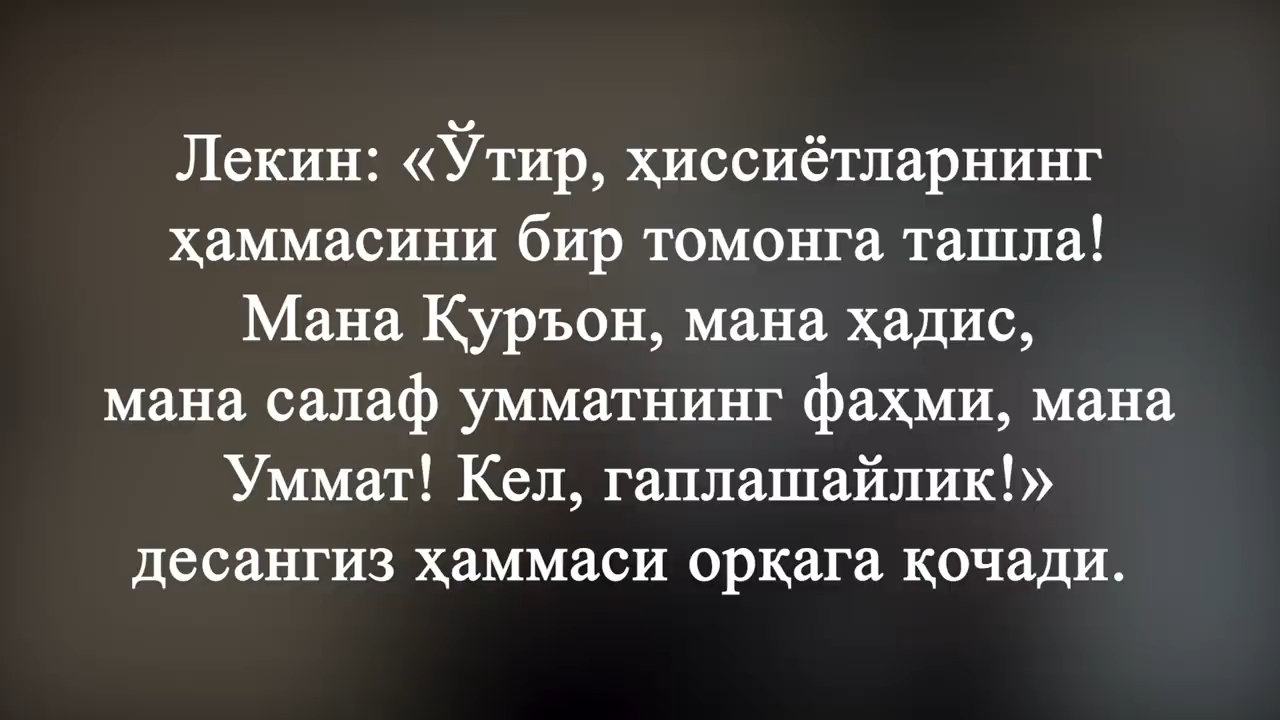 Лекин: «Ўтир, ҳиссиётларнинг
ҳаммасини бир томонга ташла!
Мана Қуръон, мана ҳадис,
мана салаф умматнинг фаҳми, мана
Уммат! Кел, гаплашайлик!»
десангиз ҳаммаси орқага қочади.